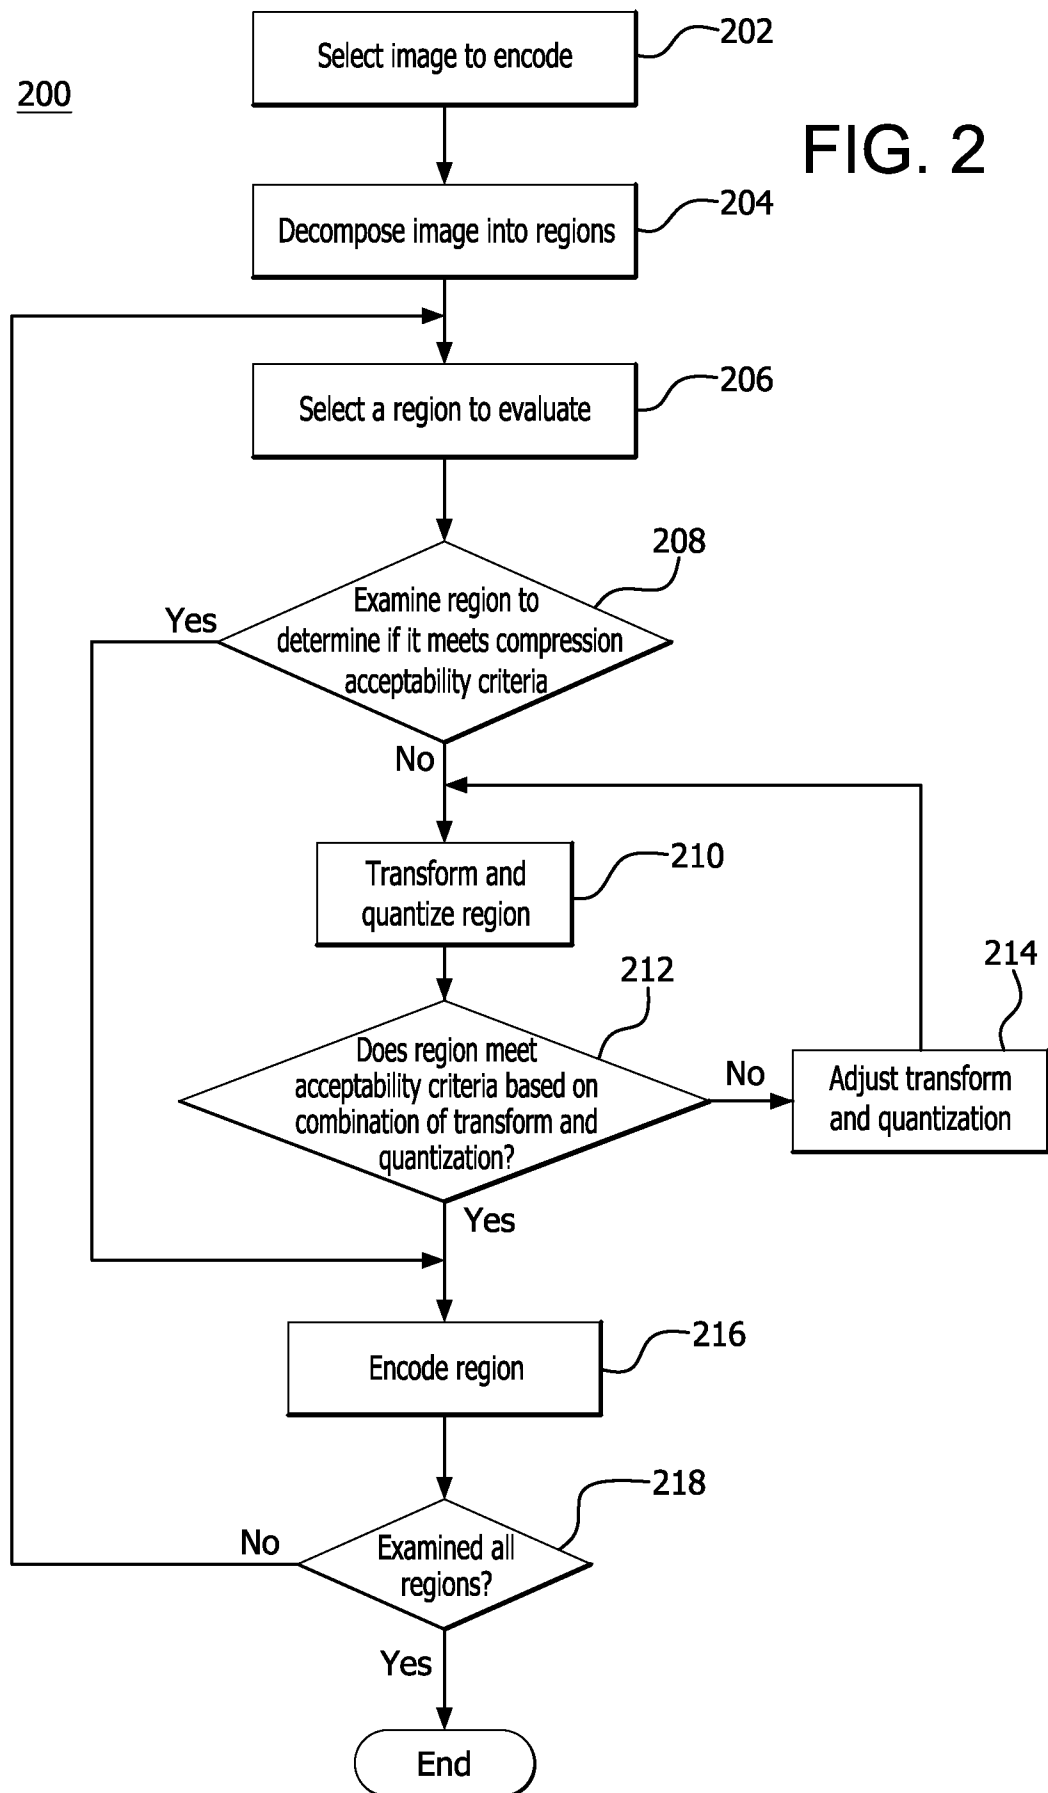 Select image to encode
202
200
FIG. 2
Decompose image into regions
204
Select a region to evaluate
206
208
Yes
Examine region to
determine if it meets compression
acceptability criteria
No
Transform and
quantize region
210
212
214
Does region meet
acceptability criteria based on
combination of transform and
quantization?
No
Adjust transform
and quantization
Yes
Encode region
216
218
No
Examined all
regions?
Yes
End